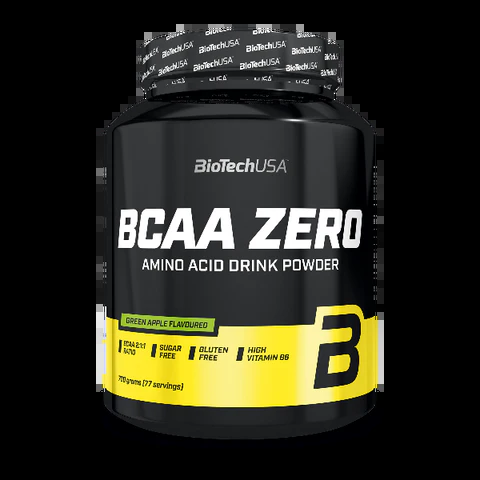 BioTechUSA
BioTechUSA
BCAA ZERO
AMINO ACID DRINK POWDER
GREEN APPLE FLAVOURED
BCAA 2:1:1 RATIO
SUGAR FREE
GLUTEN FREE
HIGH VITAMIN B6
700 grams (77 servings)
B